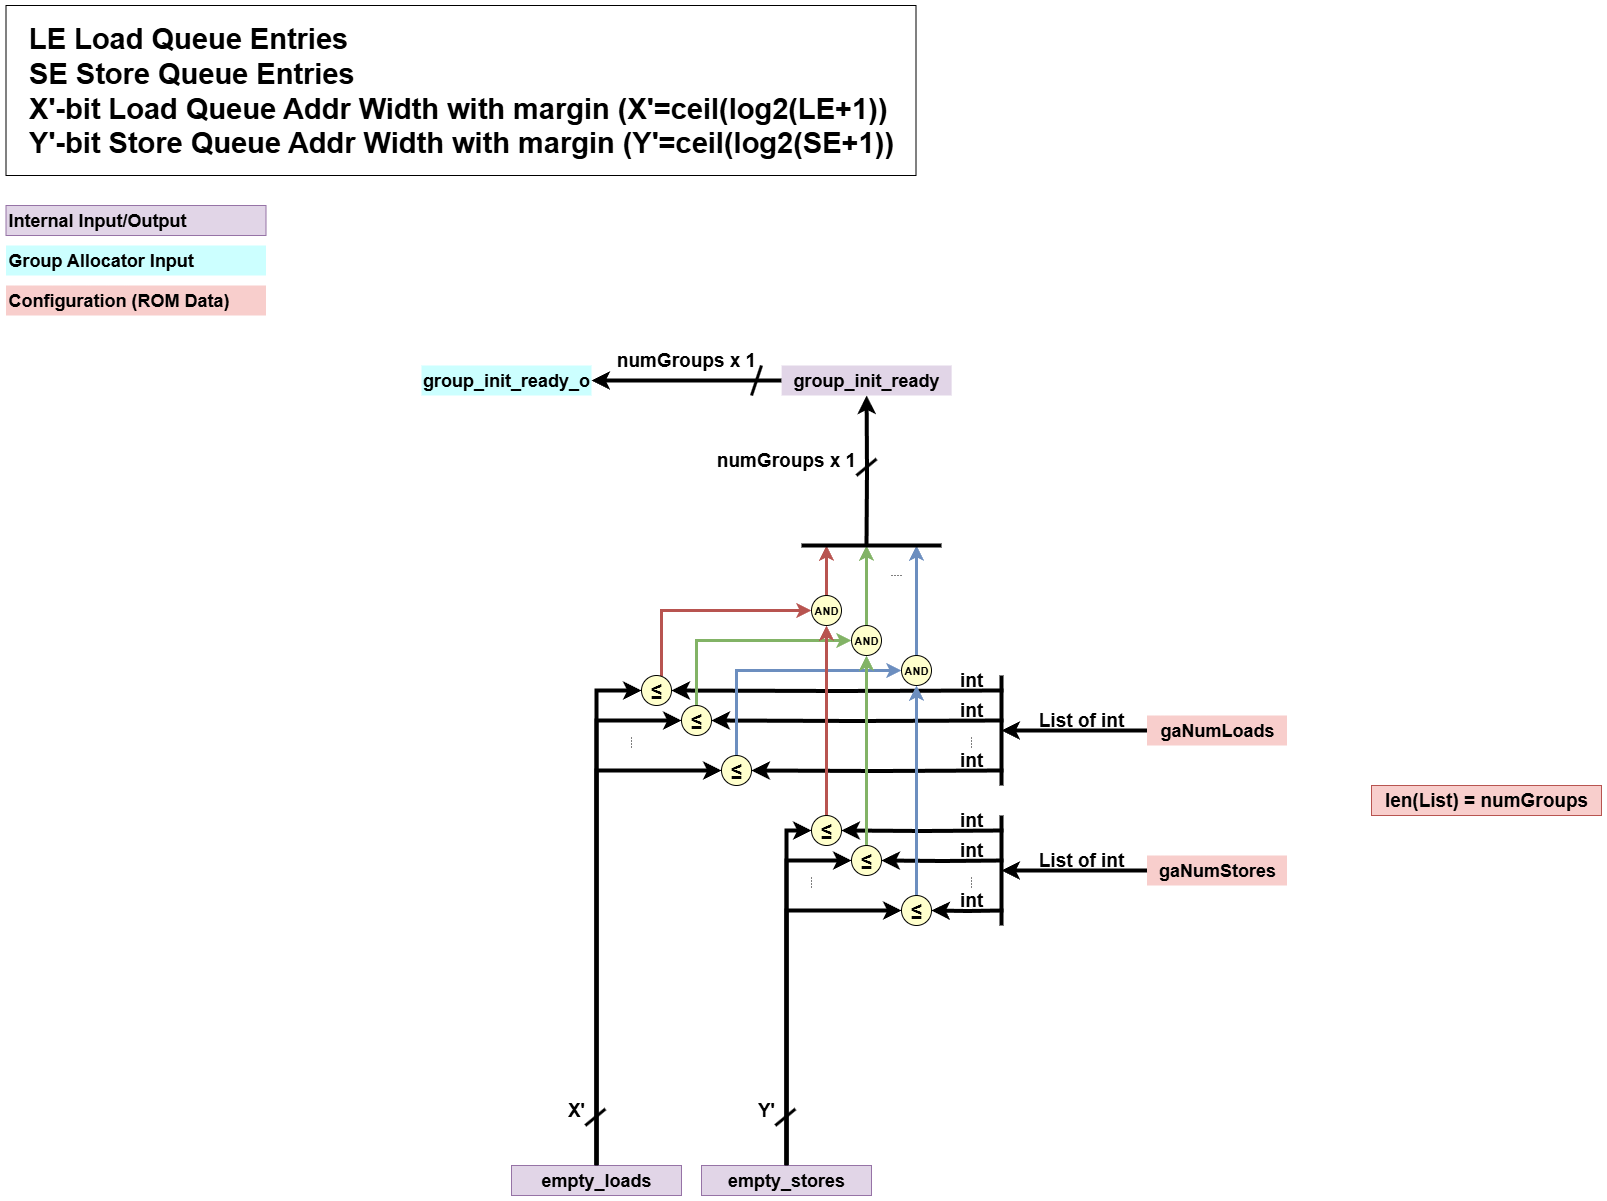 LE Load Queue Entries
SE Store Queue Entries
X'-bit Load Queue Addr Width with margin (X'=ceil(log2(LE+1))
Y'-bit Store Queue Addr Width with margin (Y'=ceil(log2(SE+1))
Internal Input/Output
Group Allocator Input
Configuration (ROM Data)
numGroups x 1
group_init_ready_o
group_init_ready
numGroups x 1
....
AND
AND
AND
≤
int
≤
int
List of int
gaNumLoads
....
....
≤
int
len(List) = numGroups
≤
int
≤
int
List of int
gaNumStores
....
....
≤
int
X'
Y'
empty_loads
empty_stores